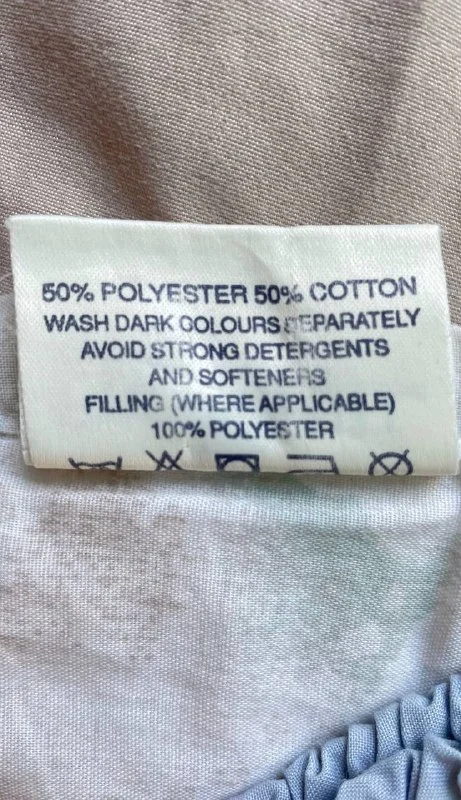 50% POLYESTER 50% COTTON
WASH DARK COLOURS SEPARATELY
AVOID STRONG DETERGENTS
AND SOFTENERS
FILLING (WHERE APPLICABLE)
100% POLYESTER